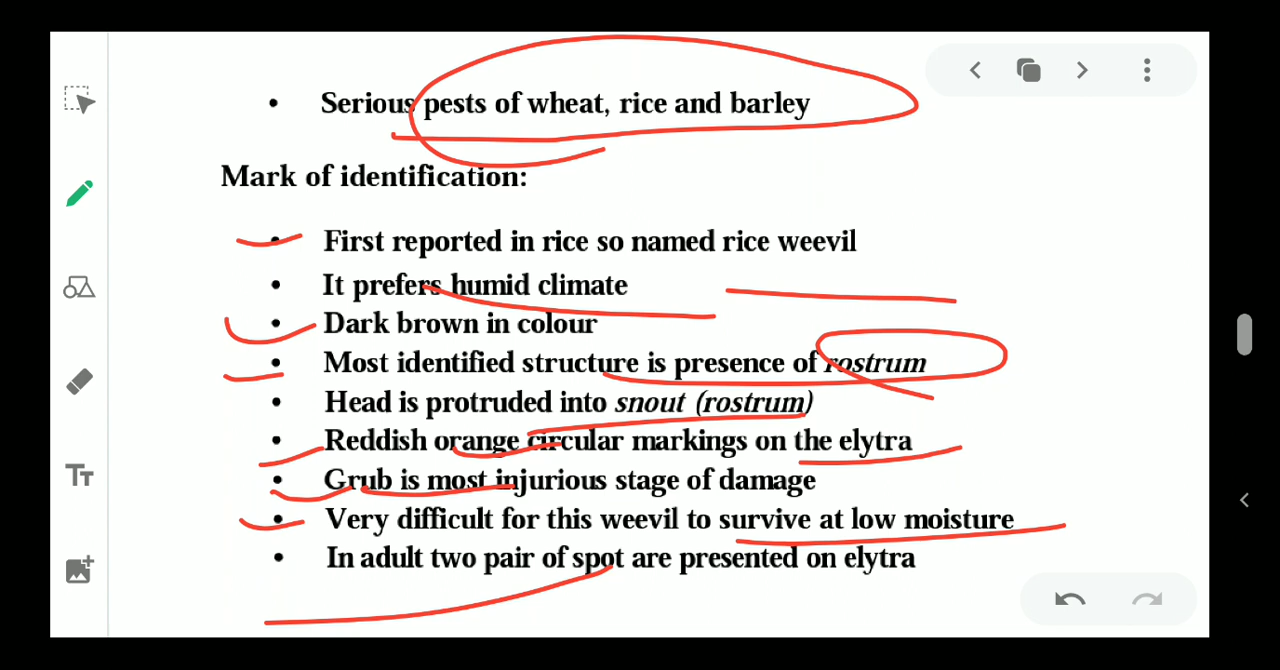 • Serious pests of wheat, rice and barley
Mark of identification:
• First reported in rice so named rice weevil
• It prefers humid climate
• Dark brown in colour
• Most identified structure is presence of rostrum
• Head is protruded into snout (rostrum)
• Reddish orange circular markings on the elytra
• Grub is most injurious stage of damage
• Very difficult for this weevil to survive at low moisture
• In adult two pair of spot are presented on elytra
Tт